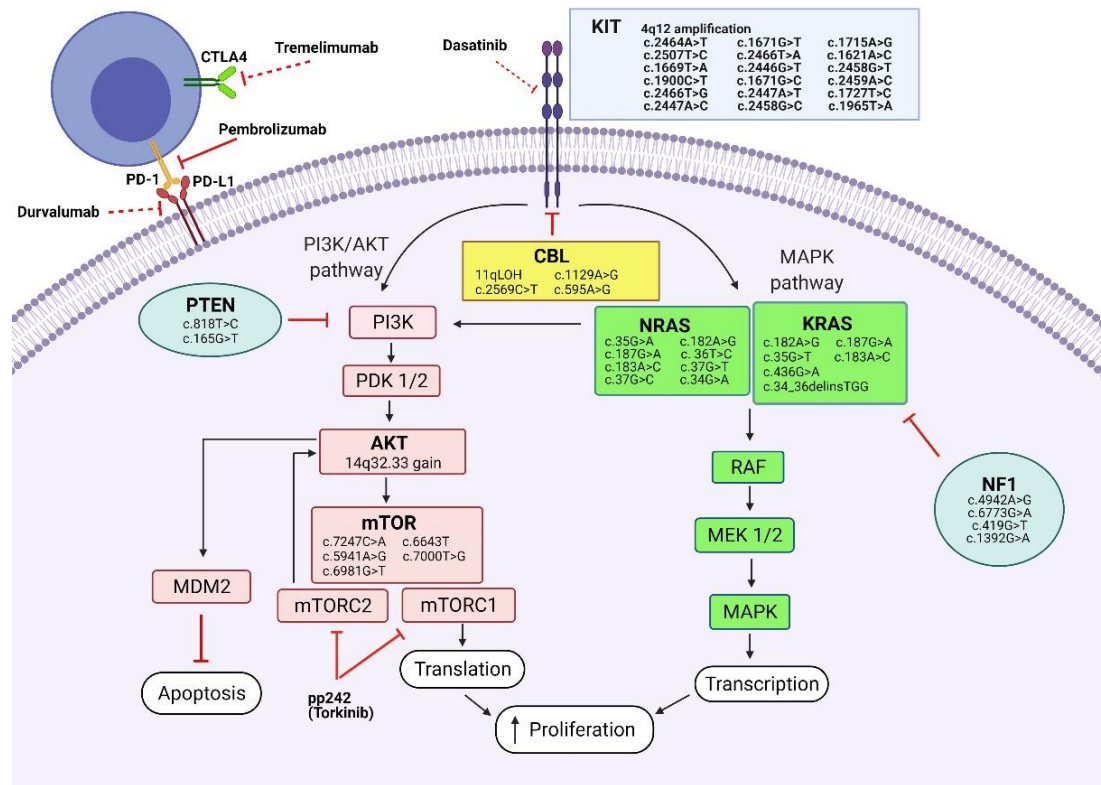 KIT
4q12 amplification
c.2464A>T c.1671G>T c.1715A>G
c.2507T>C c.2466T>A c.1621A>C
c.1669T>A c.2446G>T c.2458G>T
c.1900C>T c.1671G>C c.2459A>C
c.2466T>G c.2447A>T c.1727T>C
c.2447A>C c.2458G>C c.1965T>A
CTLA4
Tremelimumab
Dasatinib
Pembrolizumab
PD-1
PD-L1
Durvalumab
PI3K/AKT
pathway
CBL
11qLOH c.1129A>G
c.2569C>T c.595A>G
MAPK
pathway
PTEN
c.818T>C
c.165G>T
PI3K
NRAS
c.35G>A c.182A>G
c.187G>A c. 36T>C
c.183A>C c.37G>T
c.37G>C c.34G>A
KRAS
c.182A>G c.187G>A
c.35G>T c.183A>C
c.436G>A
c.34_36delinsTGG
PDK 1/2
AKT
14q32.33 gain
RAF
NF1
c.4942A>G
c.6773G>A
c.419G>T
c.1392G>A
mTOR
c.7247C>A c.6643T
c.5941A>G c.7000T>G
c.6981G>T
MEK 1/2
MDM2
mTORC2
mTORC1
MAPK
Apoptosis
Translation
Transcription
pp242
(Torkinib)
Proliferation